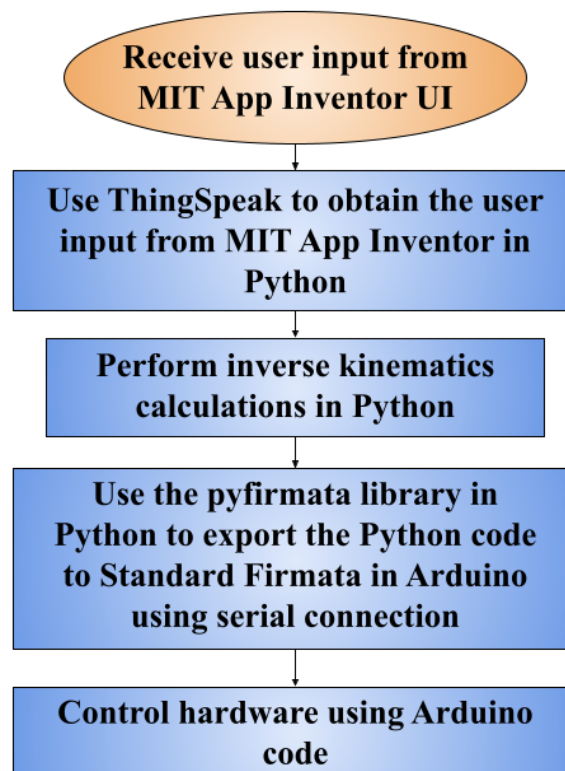 Receive user input from
MIT App Inventor UI
Use ThingSpeak to obtain the user
input from MIT App Inventor in
Python
Perform inverse kinematics
calculations in Python
Use the pyfirmata library in
Python to export the Python code
to Standard Firmata in Arduino
using serial connection
Control hardware using Arduino
code